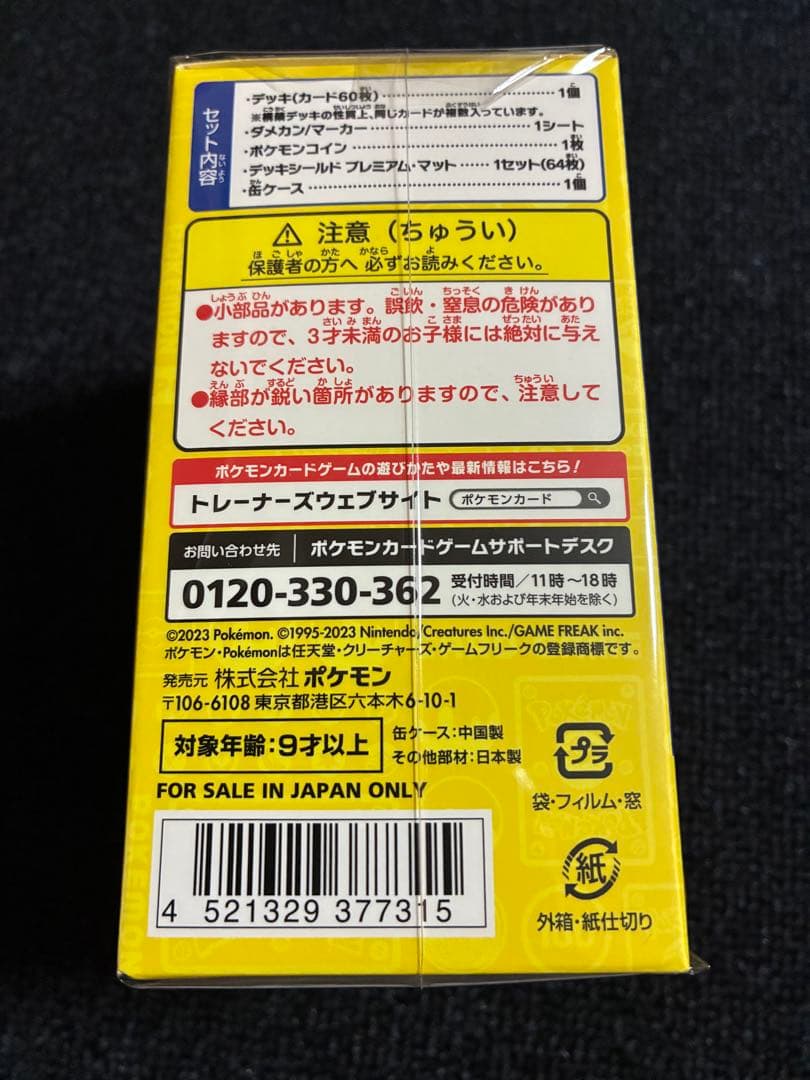 セット内容
・デッキ(カード60枚)……1個
※構築デッキの性質上、同じカードが複数入っています。
・ダメカン/マーカー……1シート
・ポケモンコイン……1枚
・デッキシールド プレミアム・マット……1セット(64枚)
・缶ケース……1個
⚠ 注意(ちゅうい)
保護者の方へ 必ずお読みください。
●小部品があります。誤飲・窒息の危険があり
ますので、3才未満のお子様には絶対に与え
ないでください。
●縁部が鋭い箇所がありますので、注意して
ください。
ポケモンカードゲームの遊びかたや最新情報はこちら!
トレーナーズウェブサイト ポケモンカード
お問い合わせ先 | ポケモンカードゲームサポートデスク
0120-330-362 受付時間/11時~18時
(火・水および年末年始を除く)
©2023 Pokémon. ©1995-2023 Nintendo/Creatures Inc./GAME FREAK inc.
ポケモン・Pokémonは任天堂・クリーチャーズ・ゲームフリークの登録商標です。
発売元 株式会社ポケモン
〒106-6108 東京都港区六本木6-10-1
対象年齢:9才以上
缶ケース:中国製
その他部材:日本製
FOR SALE IN JAPAN ONLY
4 521329 377315
プラ
袋・フィルム・窓
紙
外箱・紙仕切り